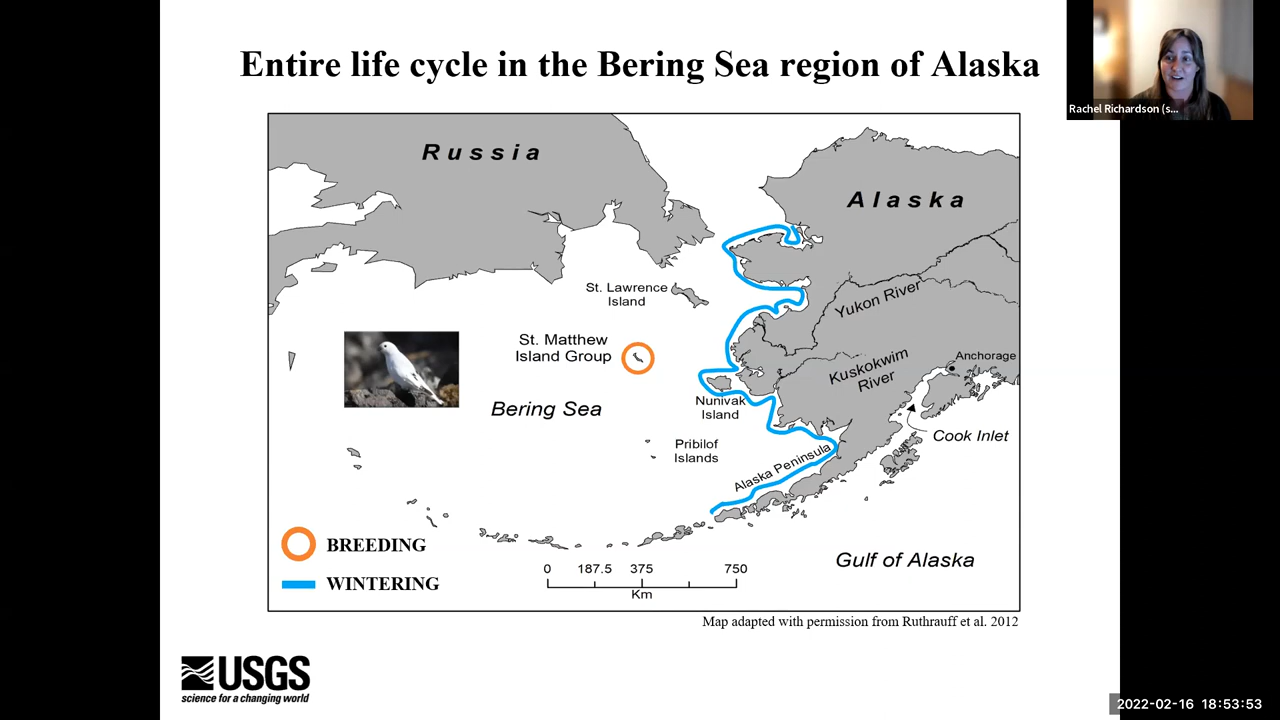 Entire life cycle in the Bering Sea region of Alaska
Rachel Richardson (s...
Russia
Alaska
St. Lawrence
Island
Yukon River
St. Matthew
Island Group
Kuskokwim
River
Anchorage
Bering Sea
Nunivak
Island
Cook Inlet
Pribilof
Islands
Alaska Peninsula
BREEDING
WINTERING
0 187.5 375 750
Km
Gulf of Alaska
Map adapted with permission from Ruthrauff et al. 2012
USGS
science for a changing world
2022-02-16 18:53:53